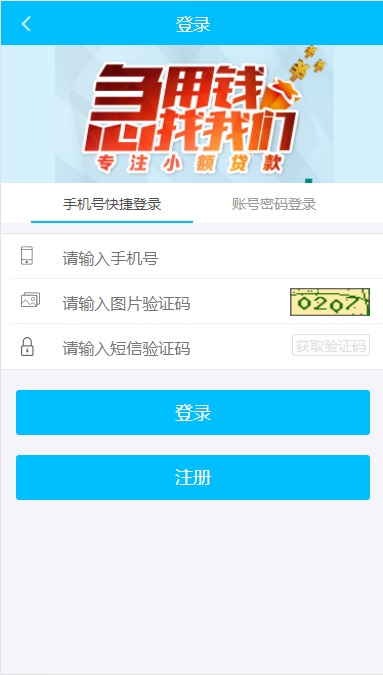 登录
急用钱
找我们
专注小额贷款
手机号快捷登录
账号密码登录
请输入手机号
请输入图片验证码
0207
请输入短信验证码
获取验证码
登录
注册